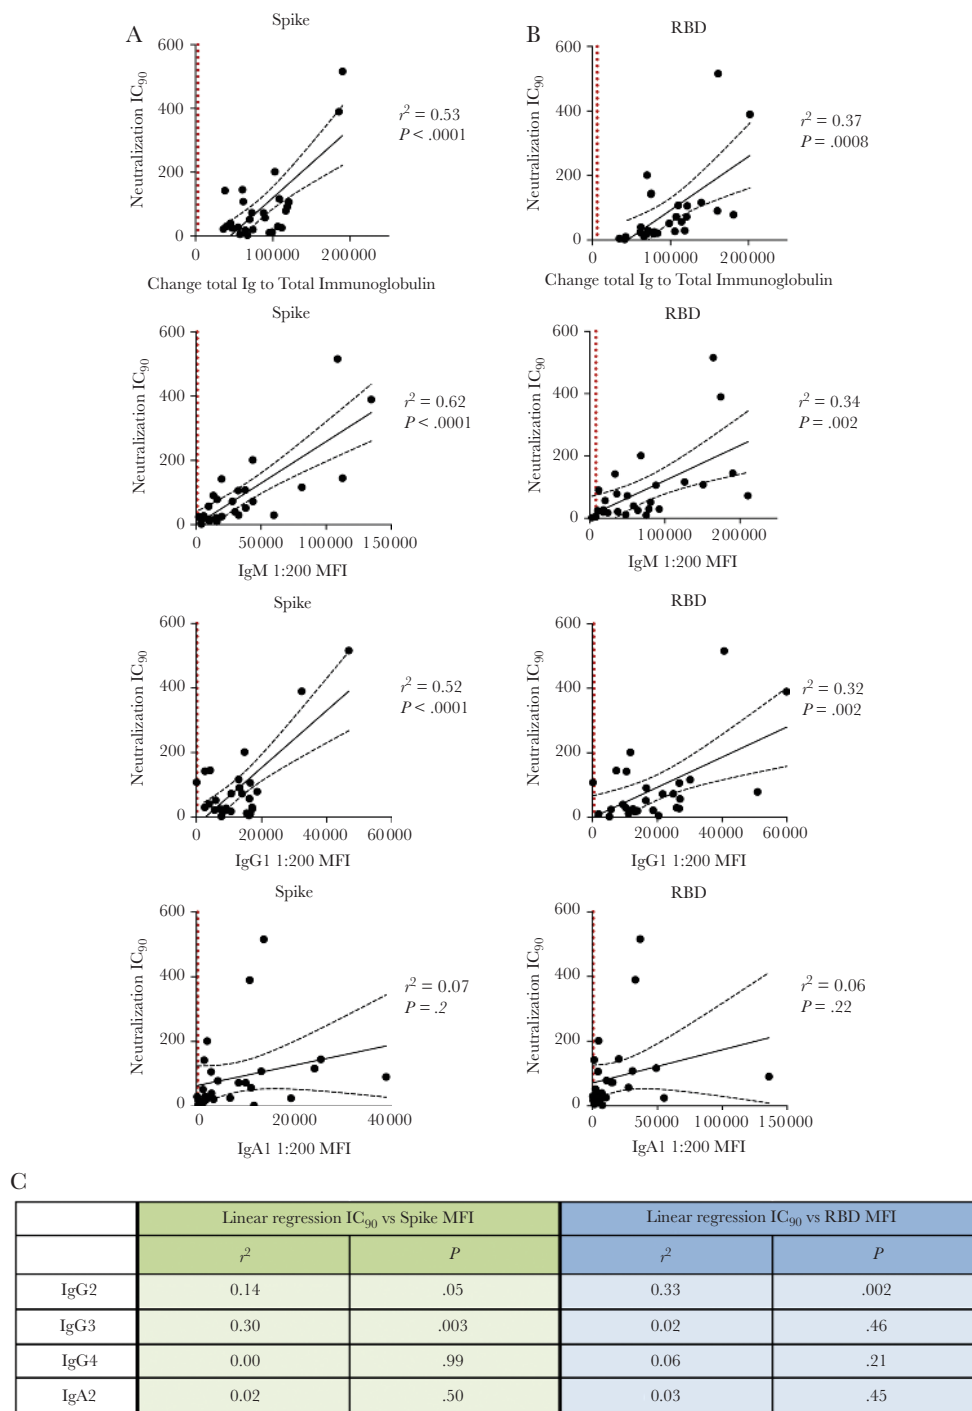 A
Spike
Neutralization IC90
600
400
200
0
0
100000
200000
r2 = 0.53
P < .0001
Change total Ig to Total Immunoglobulin
B
RBD
Neutralization IC90
600
400
200
0
0
100000
200000
r2 = 0.37
P = .0008
Change total Ig to Total Immunoglobulin
Spike
Neutralization IC90
600
400
200
0
0
50000
100000
150000
r2 = 0.62
P < .0001
IgM 1:200 MFI
RBD
Neutralization IC90
600
400
200
0
0
100000
200000
r2 = 0.34
P = .002
IgM 1:200 MFI
Spike
Neutralization IC90
600
400
200
0
0
20000
40000
60000
r2 = 0.52
P < .0001
IgG1 1:200 MFI
RBD
Neutralization IC90
600
400
200
0
0
20000
40000
60000
r2 = 0.32
P = .002
IgG1 1:200 MFI
Spike
Neutralization IC90
600
400
200
0
0
20000
40000
r2 = 0.07
P = .2
IgA1 1:200 MFI
RBD
Neutralization IC90
600
400
200
0
0
50000
100000
150000
r2 = 0.06
P = .22
IgA1 1:200 MFI
C
Linear regression IC90 vs Spike MFI
Linear regression IC90 vs RBD MFI
r2
P
r2
P
IgG2 0.14 .05 0.33 .002
IgG3 0.30 .003 0.02 .46
IgG4 0.00 .99 0.06 .21
IgA2 0.02 .50 0.03 .45